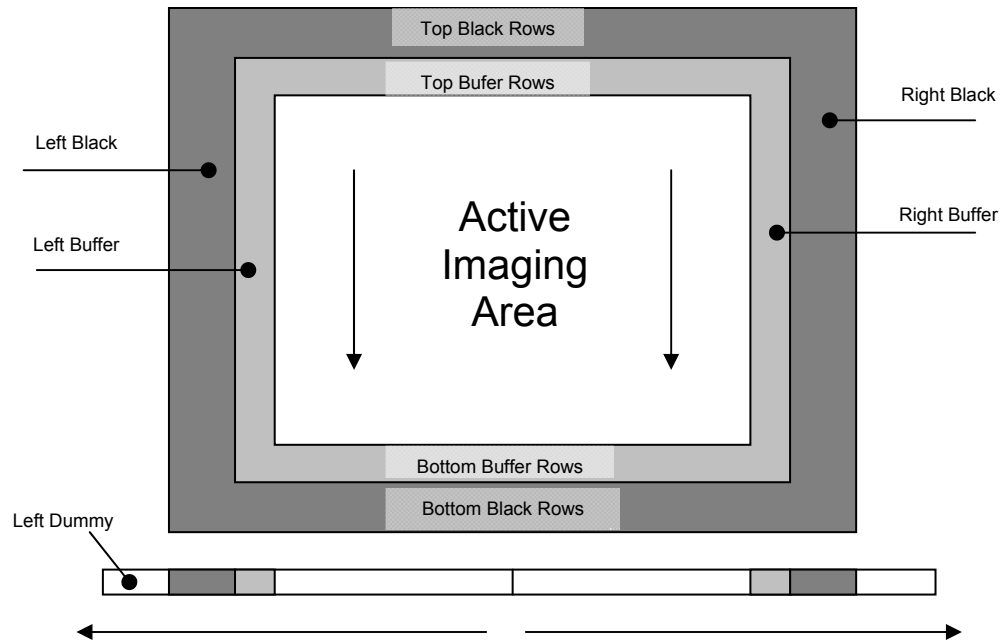 Top Black Rows
Top Bufer Rows
Right Black
Left Black
Active
Imaging
Area
Right Buffer
Left Buffer
Bottom Buffer Rows
Bottom Black Rows
Left Dummy